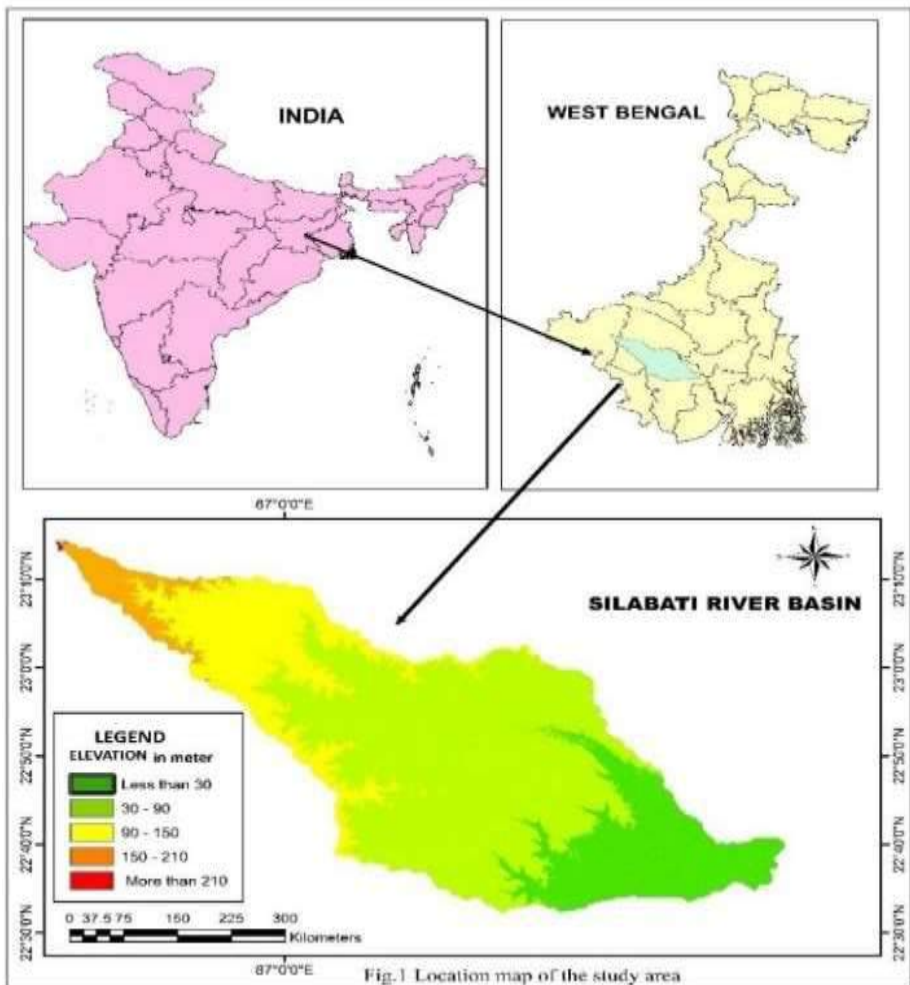 INDIA
WEST BENGAL
67°0'0"E
SILABATI RIVER BASIN
23°10'0"N
23°0'0"N
22°50'0"N
22°40'0"N
22°30'0"N
23°10'0"N
23°0'0"N
22°50'0"N
22°40'0"N
22°30'0"N
LEGEND
ELEVATION in meter
Less than 30
30 - 90
90 - 150
150 - 210
More than 210
0 37.5 75 150 225 300
Kilometers
87°0'0"E
Fig.1 Location map of the study area